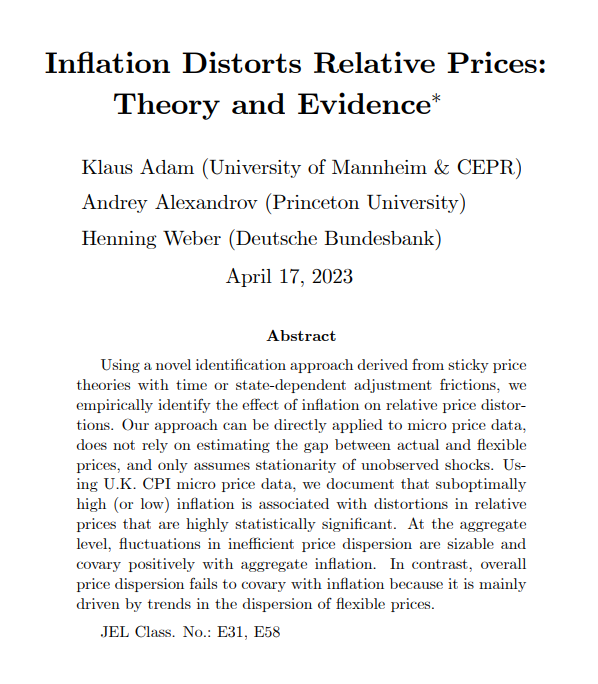 Inflation Distorts Relative Prices:
Theory and Evidence*
Klaus Adam (University of Mannheim & CEPR)
Andrey Alexandrov (Princeton University)
Henning Weber (Deutsche Bundesbank)
April 17, 2023
Abstract
Using a novel identification approach derived from sticky price
theories with time or state-dependent adjustment frictions, we
empirically identify the effect of inflation on relative price distor-
tions. Our approach can be directly applied to micro price data,
does not rely on estimating the gap between actual and flexible
prices, and only assumes stationarity of unobserved shocks. Us-
ing U.K. CPI micro price data, we document that suboptimally
high (or low) inflation is associated with distortions in relative
prices that are highly statistically significant. At the aggregate
level, fluctuations in inefficient price dispersion are sizable and
covary positively with aggregate inflation. In contrast, overall
price dispersion fails to covary with inflation because it is mainly
driven by trends in the dispersion of flexible prices.
JEL Class. No.: E31, E58